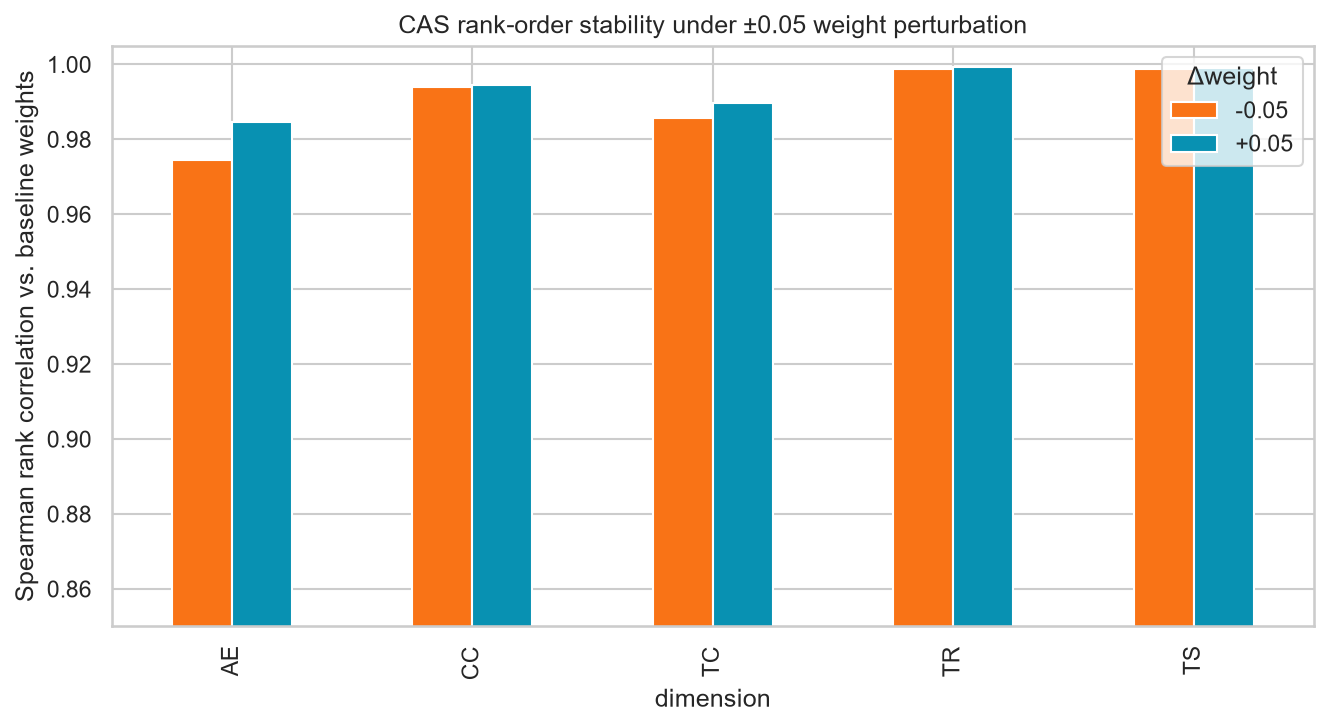 CAS rank-order stability under ±0.05 weight perturbation
Spearman rank correlation vs. baseline weights
1.00
0.98
0.96
0.94
0.92
0.90
0.88
0.86
Δweight
-0.05
+0.05
AE
CC
TC
TR
TS
dimension